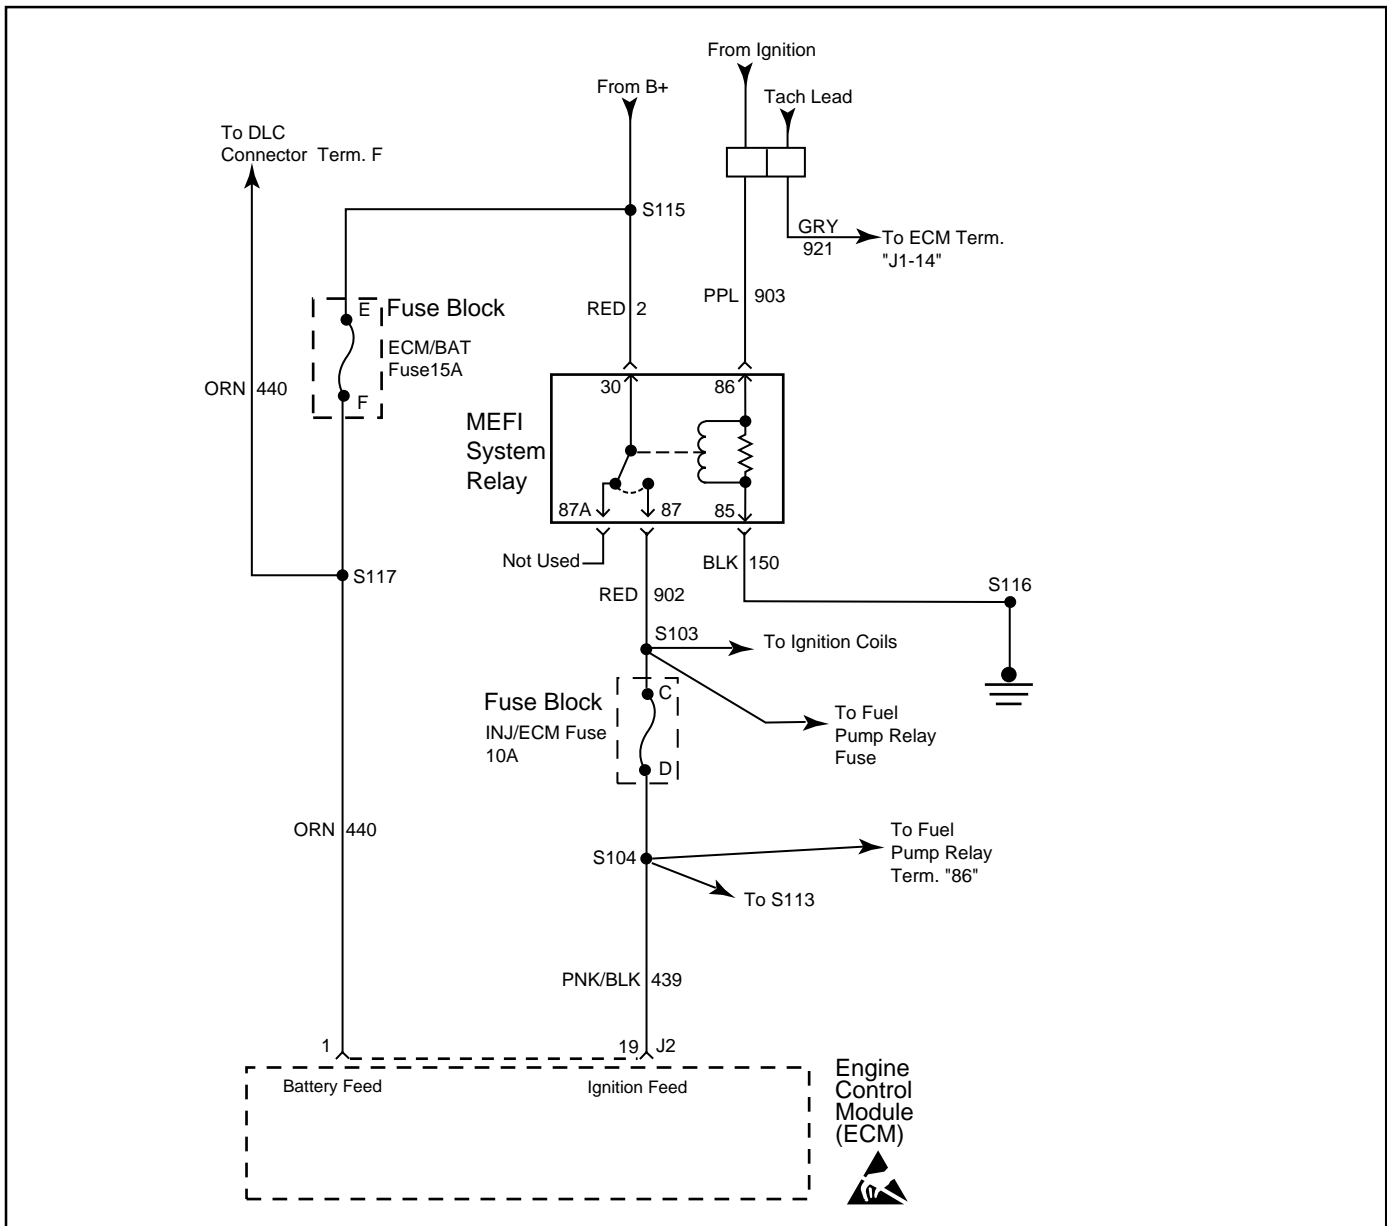 From Ignition
From B+
Tach Lead
To DLC
Connector Term. F
S115
GRY
921
To ECM Term.
"J1-14"
RED 2
PPL 903
E
Fuse Block
ECM/BAT
Fuse15A
F
ORN 440
30
86
MEFI
System
Relay
87A
87
85
Not Used
BLK 150
S117
RED 902
S116
S103
To Ignition Coils
C
Fuse Block
INJ/ECM Fuse
10A
D
To Fuel
Pump Relay
Fuse
ORN 440
S104
To Fuel
Pump Relay
Term. "86"
To S113
PNK/BLK 439
1
19
J2
Battery Feed
Ignition Feed
Engine
Control
Module
(ECM)